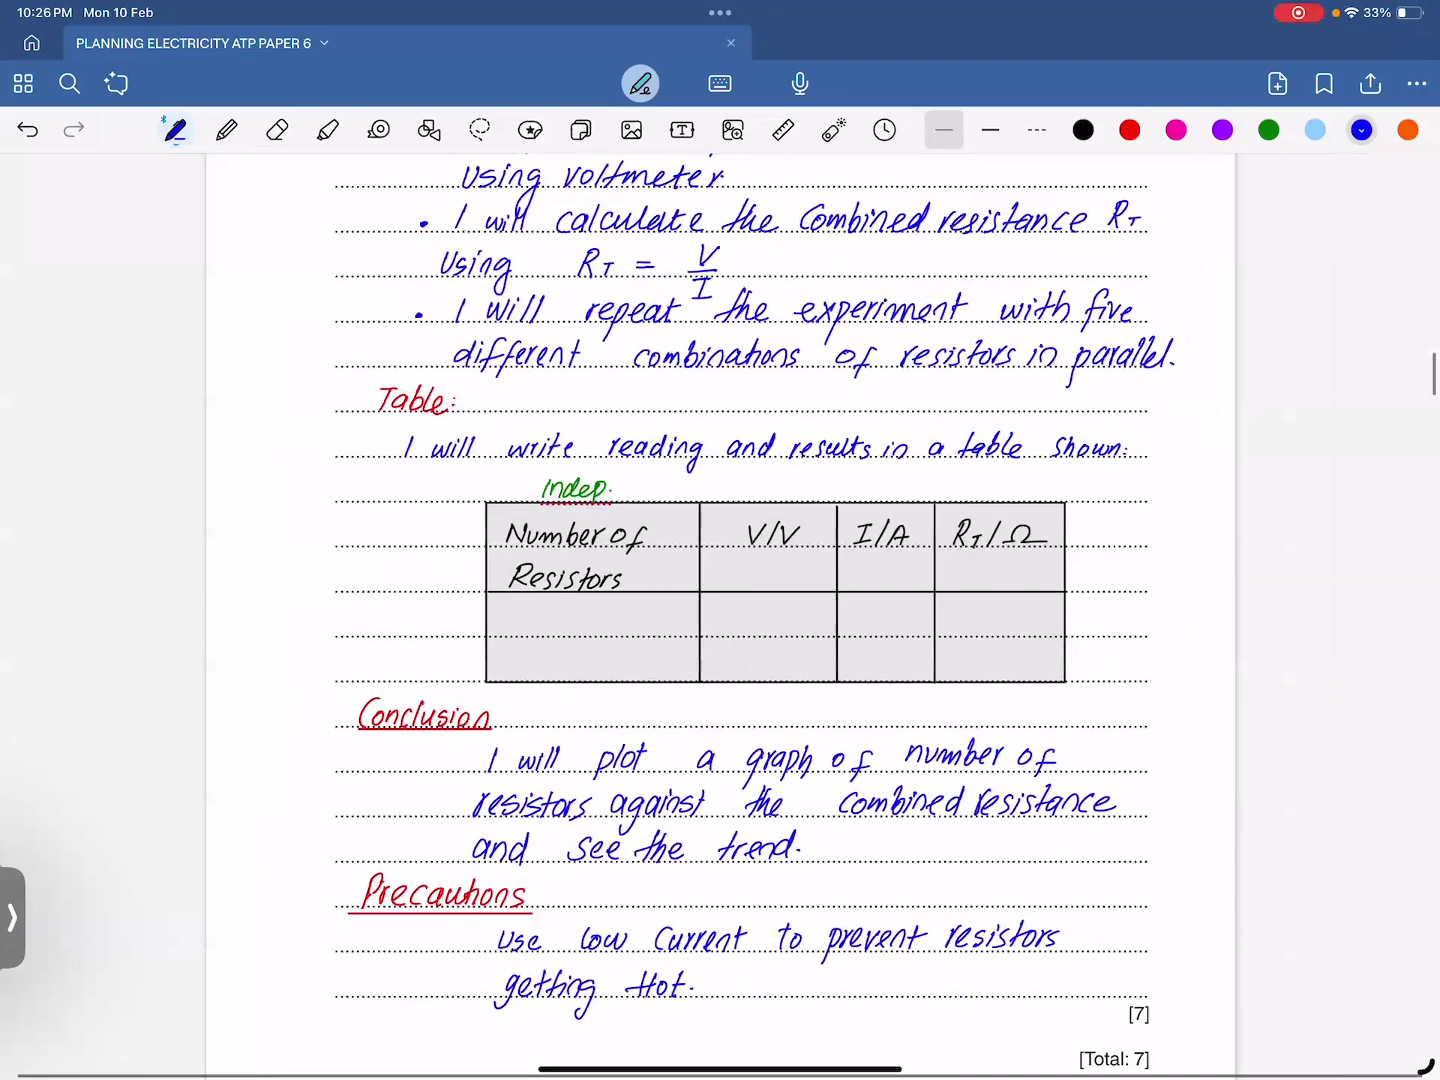 10:26 PM Mon 10 Feb
33%
PLANNING ELECTRICITY ATP PAPER 6
Using voltmeter.
• I will calculate the combined resistance RT
Using RT = V/I
• I will repeat the experiment with five
different combinations of resistors in parallel.
Table:
I will write reading and results in a table shown:
indep.
Number of V/V I/A RT/Ω
Resistors
Conclusion
I will plot a graph of number of
resistors against the combined resistance
and see the trend.
Precautions
Use low current to prevent resistors
getting Hot.
[7]
[Total: 7]